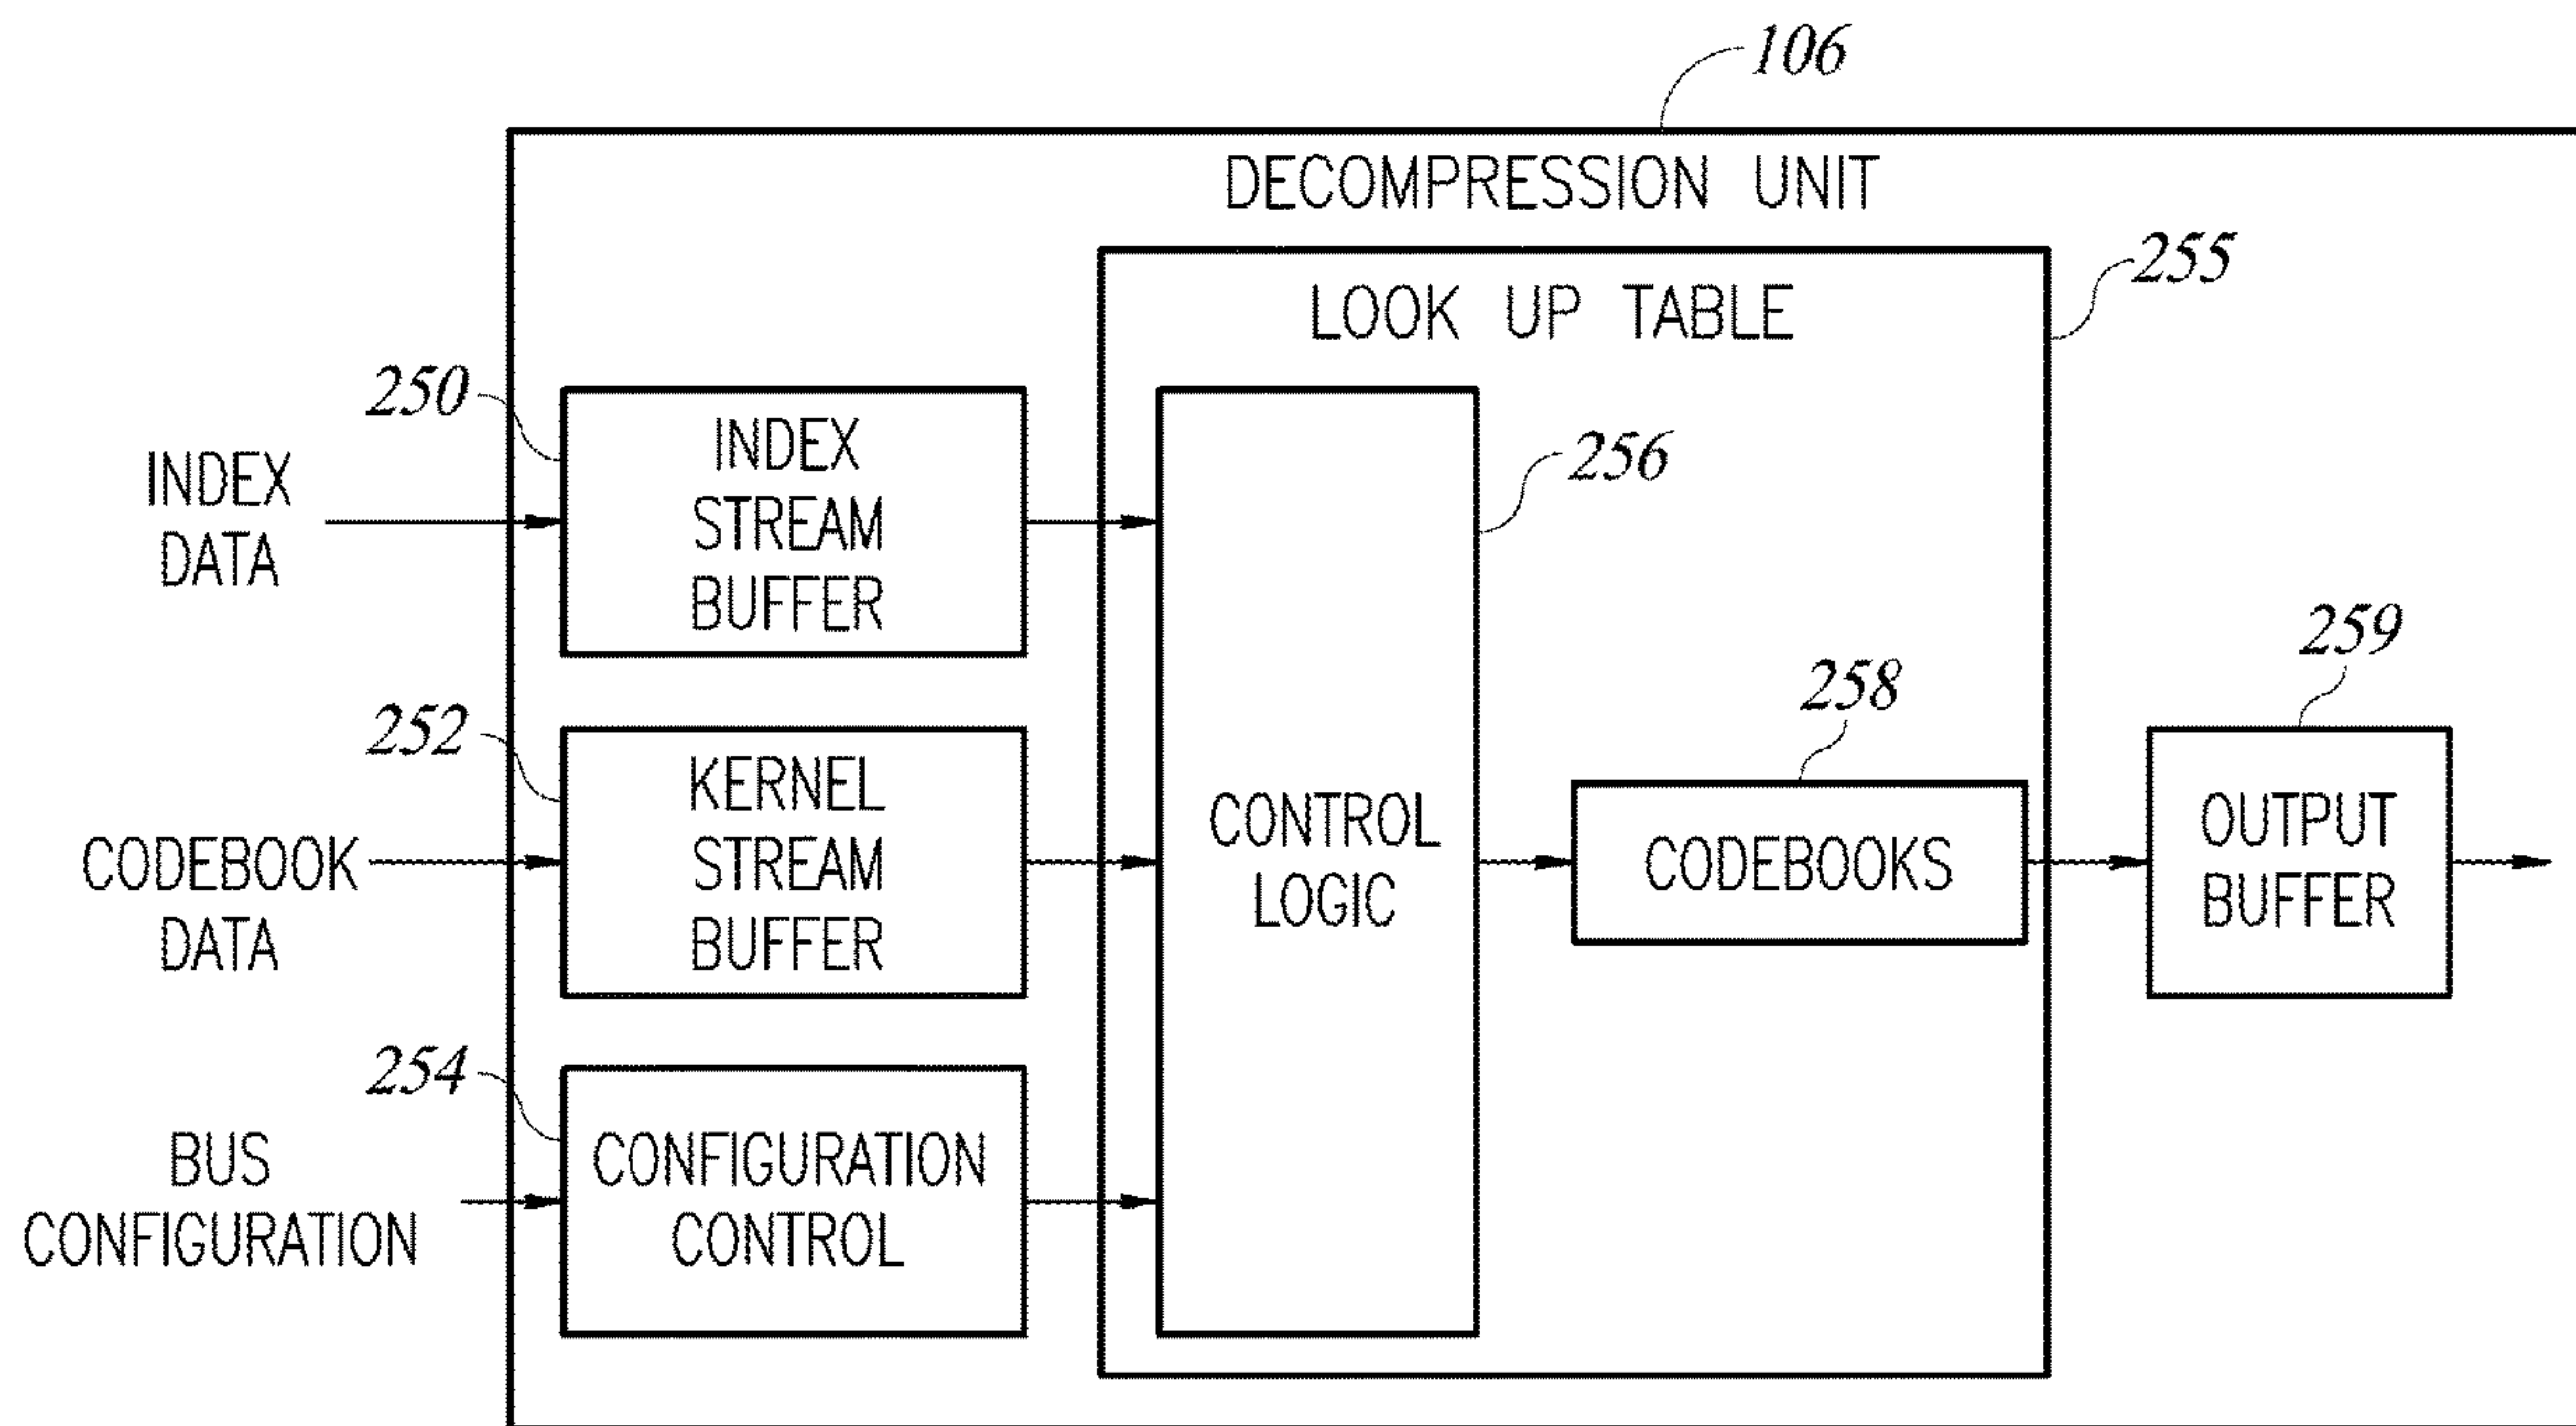 106
DECOMPRESSION UNIT
255
LOOK UP TABLE
250
INDEX
STREAM
BUFFER
256
INDEX
DATA
259
258
252
KERNEL
STREAM
BUFFER
CONTROL
LOGIC
CODEBOOKS
OUTPUT
BUFFER
CODEBOOK
DATA
254
CONFIGURATION
CONTROL
BUS
CONFIGURATION